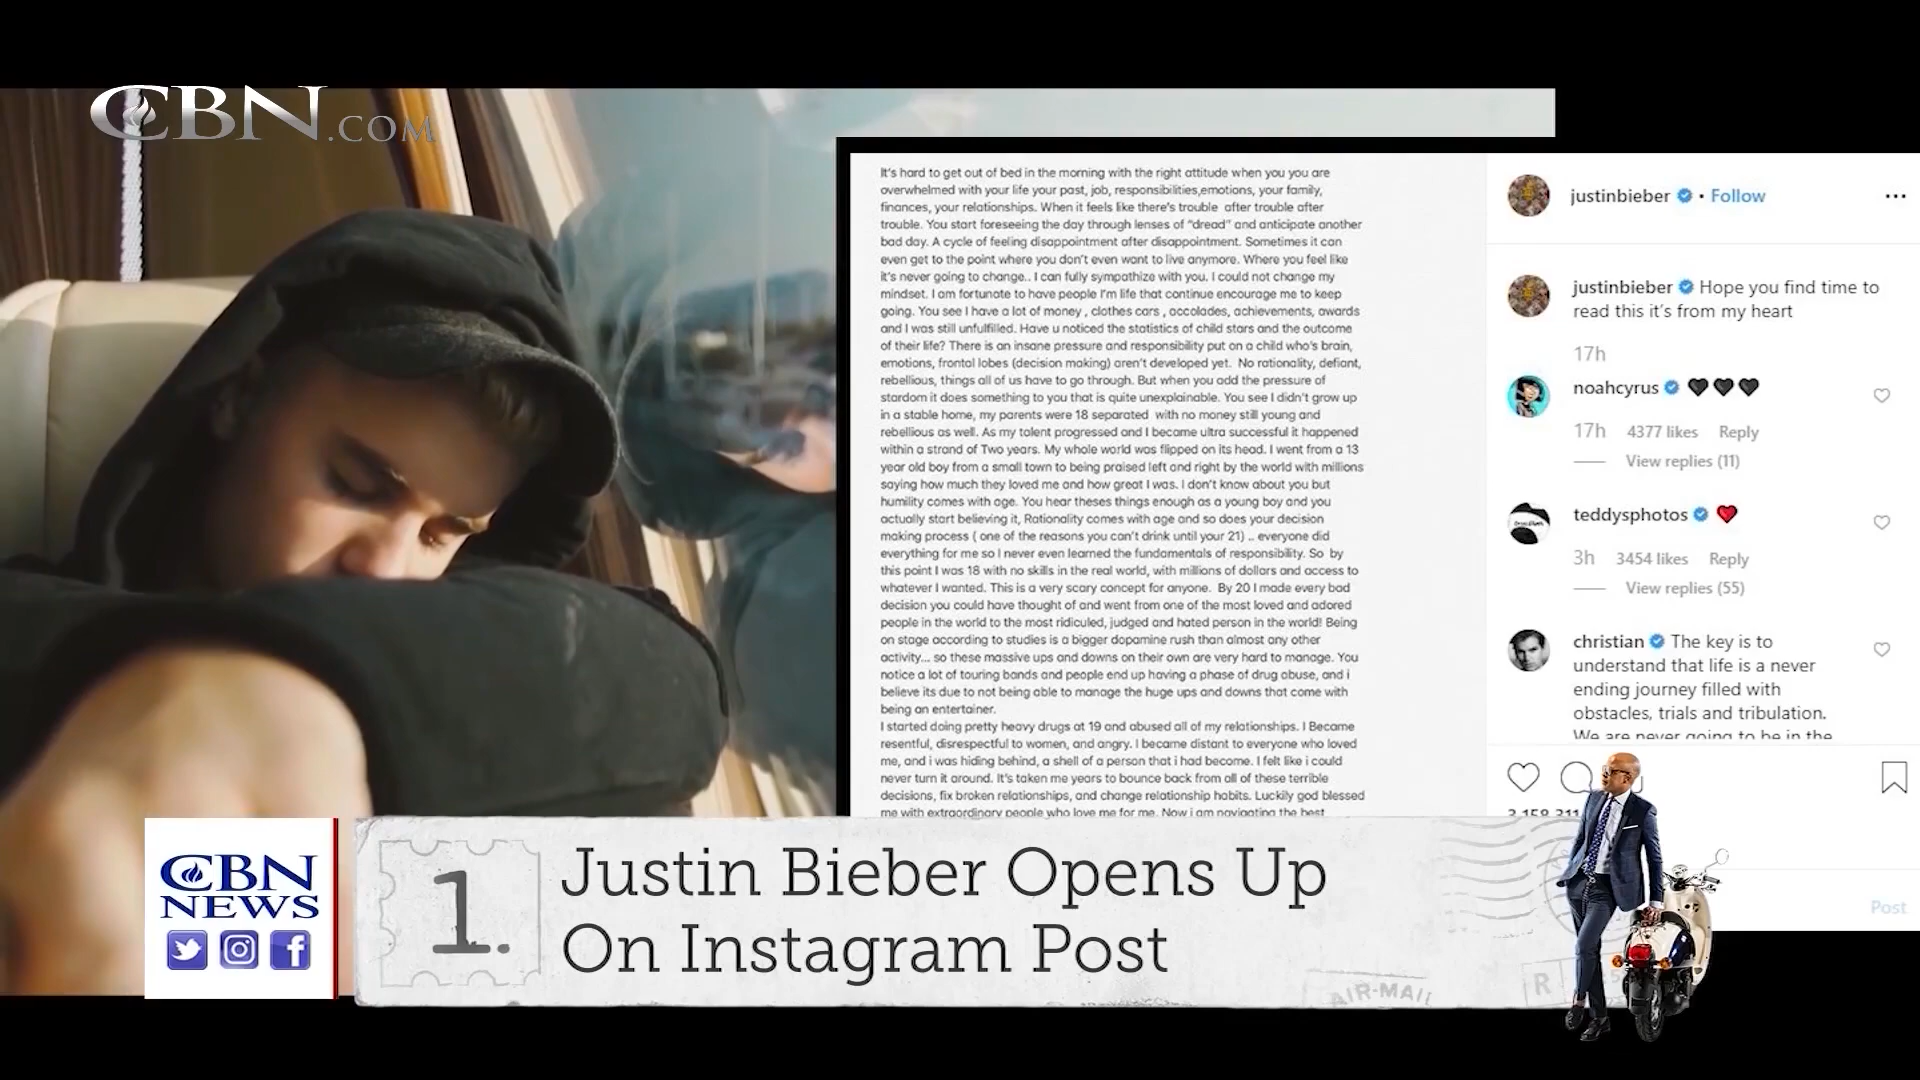 CBN.COM
It's hard to get out of bed in the morning with the right attitude when you you are
overwhelmed with your life your past, job, responsibilities,emotions, your family,
finances, your relationships. When it feels like there's trouble after trouble after
trouble. You start foreseeing the day through lenses of "dread" and anticipate another
bad day. A cycle of feeling disappointment after disappointment. Sometimes it can
even get to the point where you don't even want to live anymore. Where you feel like
it's never going to change.. I can fully sympathize with you. I could not change my
mindset. I am fortunate to have people I'm life that continue encourage me to keep
going. You see I have a lot of money , clothes cars , accolades, achievements, awards
and I was still unfulfilled. Have u noticed the statistics of child stars and the outcome
of their life? There is an insane pressure and responsibility put on a child who's brain,
emotions, frontal lobes (decision making) aren't developed yet. No rationality, defiant,
rebellious, things all of us have to go through. But when you add the pressure of
stardom it does something to you that is quite unexplainable. You see I didn't grow up
in a stable home, my parents were 18 separated with no money still young and
rebellious as well. As my talent progressed and I became ultra successful it happened
within a strand of Two years. My whole world was flipped on its head. I went from a 13
year old boy from a small town to being praised left and right by the world with millions
saying how much they loved me and how great I was. I don't know about you but
humility comes with age. You hear theses things enough as a young boy and you
actually start believing it, Rationality comes with age and so does your decision
making process ( one of the reasons you can't drink until your 21) .. everyone did
everything for me so I never even learned the fundamentals of responsibility. So by
this point I was 18 with no skills in the real world, with millions of dollars and access to
whatever I wanted. This is a very scary concept for anyone. By 20 I made every bad
decision you could have thought of and went from one of the most loved and adored
people in the world to the most ridiculed, judged and hated person in the world! Being
on stage according to studies is a bigger dopamine rush than almost any other
activity... so these massive ups and downs on their own are very hard to manage. You
notice a lot of touring bands and people end up having a phase of drug abuse, and i
believe its due to not being able to manage the huge ups and downs that come with
being an entertainer.
I started doing pretty heavy drugs at 19 and abused all of my relationships. I Became
resentful, disrespectful to women, and angry. I became distant to everyone who loved
me, and i was hiding behind, a shell of a person that i had become. I felt like i could
never turn it around. It's taken me years to bounce back from all of these terrible
decisions, fix broken relationships, and change relationship habits. Luckily god blessed
me with extraordinary people who love me for me. Now i am navigating the best
justinbieber • Follow
justinbieber Hope you find time to
read this it's from my heart
17h
noahcyrus 🖤🖤🖤
17h 4377 likes Reply
View replies (11)
teddysphotos ❤️
3h 3454 likes Reply
View replies (55)
christian The key is to
understand that life is a never
ending journey filled with
obstacles, trials and tribulation.
We are never going to be in the
Post
CBN
NEWS
1.
Justin Bieber Opens Up
On Instagram Post
AIR-MAIL
R